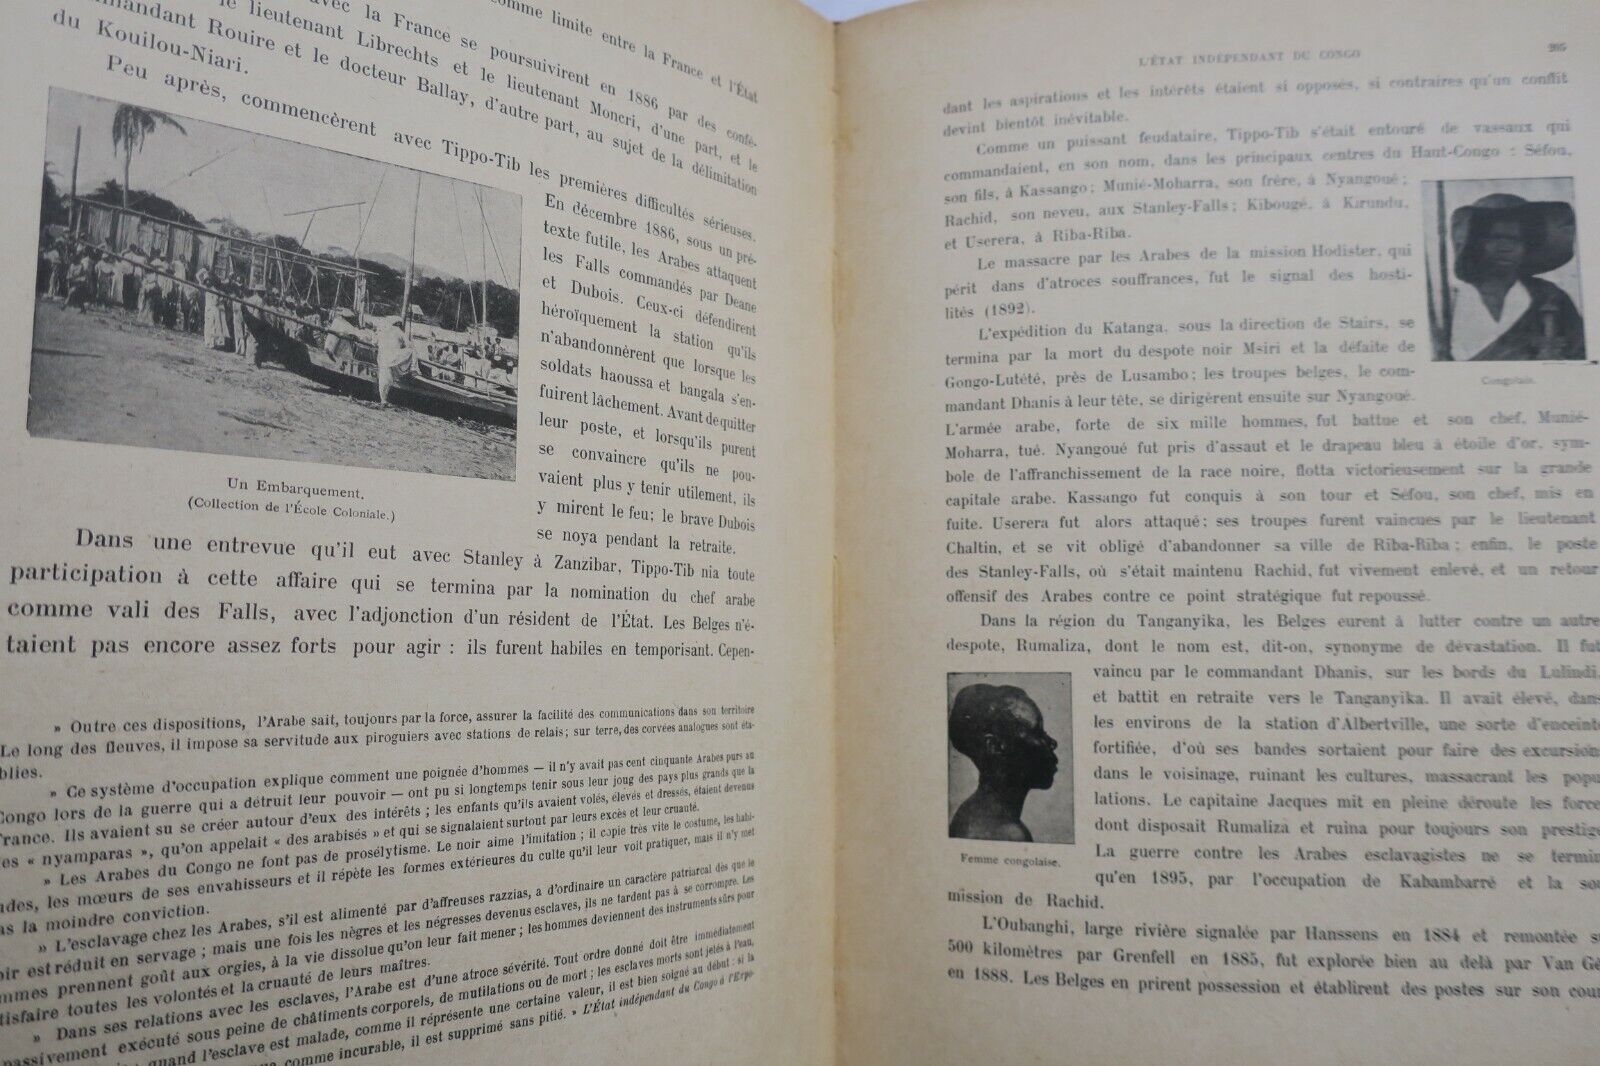 comme limite entre la France et l'État
avec la France se poursuivirent en 1886 par des confé-
le lieutenant Librechts et le lieutenant Moncri, d'une part, et le
mandant Rouire et le docteur Ballay, d'autre part, au sujet de la délimitation
du Kouilou-Niari.
Peu après, commencèrent avec Tippo-Tib les premières difficultés sérieuses.
En décembre 1886, sous un pré-
texte futile, les Arabes attaquent
les Falls commandés par Deane
et Dubois. Ceux-ci défendirent
héroïquement la station qu'ils
n'abandonnèrent que lorsque les
soldats haoussa et bangala s'en-
fuirent lâchement. Avant de quitter
leur poste, et lorsqu'ils purent
se convaincre qu'ils ne pou-
vaient plus y tenir utilement, ils
y mirent le feu; le brave Dubois
se noya pendant la retraite.
Un Embarquement.
(Collection de l'École Coloniale.)
Dans une entrevue qu'il eut avec Stanley à Zanzibar, Tippo-Tib nia toute
participation à cette affaire qui se termina par la nomination du chef arabe
comme vali des Falls, avec l'adjonction d'un résident de l'État. Les Belges n'é-
taient pas encore assez forts pour agir : ils furent habiles en temporisant. Cepen-
» Outre ces dispositions, l'Arabe sait, toujours par la force, assurer la facilité des communications dans son territoire
Le long des fleuves, il impose sa servitude aux piroguiers avec stations de relais; sur terre, des corvées analogues sont éta-
blies.
» Ce système d'occupation explique comment une poignée d'hommes — il n'y avait pas cent cinquante Arabes purs au
Congo lors de la guerre qui a détruit leur pouvoir — ont pu si longtemps tenir sous leur joug des pays plus grands que la
France. Ils avaient su se créer autour d'eux des intérêts ; les enfants qu'ils avaient volés, élevés et dressés, étaient devenus
es « nyamparas », qu'on appelait « des arabisés » et qui se signalaient surtout par leurs excès et leur cruauté.
» Les Arabes du Congo ne font pas de prosélytisme. Le noir aime l'imitation ; il copie très vite le costume, les habi-
udes, les mœurs de ses envahisseurs et il répète les formes extérieures du culte qu'il leur voit pratiquer, mais il n'y met
as la moindre conviction.
» L'esclavage chez les Arabes, s'il est alimenté par d'affreuses razzias, a d'ordinaire un caractère patriarcal dès que le
oir est réduit en servage ; mais une fois les nègres et les négresses devenus esclaves, ils ne tardent pas à se corrompre. Les
mmes prennent goût aux orgies, à la vie dissolue qu'on leur fait mener ; les hommes deviennent des instruments sûrs pour
tisfaire toutes les volontés et la cruauté de leurs maîtres.
» Dans ses relations avec les esclaves, l'Arabe est d'une atroce sévérité. Tout ordre donné doit être immédiatement
passivement exécuté sous peine de châtiments corporels, de mutilations ou de mort ; les esclaves morts sont jetés à l'eau,
quand l'esclave est malade, comme il représente une certaine valeur, il est bien soigné au début : si la
comme incurable, il est supprimé sans pitié. » L'État indépendant du Congo à l'Expo-
L'ÉTAT INDÉPENDANT DU CONGO 205
dant les aspirations et les intérêts étaient si opposés, si contraires qu'un conflit
devint bientôt inévitable.
Comme un puissant feudataire, Tippo-Tib s'était entouré de vassaux qui
commandaient, en son nom, dans les principaux centres du Haut-Congo : Séfou,
son fils, à Kassango; Munié-Moharra, son frère, à Nyangoué;
Rachid, son neveu, aux Stanley-Falls; Kibougé, à Kirundu,
et Userera, à Riba-Riba.
Le massacre par les Arabes de la mission Hodister, qui
périt dans d'atroces souffrances, fut le signal des hosti-
lités (1892).
L'expédition du Katanga, sous la direction de Stairs, se
termina par la mort du despote noir Msiri et la défaite de
Gongo-Lutété, près de Lusambo; les troupes belges, le com-
mandant Dhanis à leur tête, se dirigèrent ensuite sur Nyangoué.
Congolais.
L'armée arabe, forte de six mille hommes, fut battue et son chef, Munié-
Moharra, tué. Nyangoué fut pris d'assaut et le drapeau bleu à étoile d'or, sym-
bole de l'affranchissement de la race noire, flotta victorieusement sur la grande
capitale arabe. Kassango fut conquis à son tour et Séfou, son chef, mis en
fuite. Userera fut alors attaqué; ses troupes furent vaincues par le lieutenant
Chaltin, et se vit obligé d'abandonner sa ville de Riba-Riba; enfin, le poste
des Stanley-Falls, où s'était maintenu Rachid, fut vivement enlevé, et un retour
offensif des Arabes contre ce point stratégique fut repoussé.
Dans la région du Tanganyika, les Belges eurent à lutter contre un autre
despote, Rumaliza, dont le nom est, dit-on, synonyme de dévastation. Il fut
vaincu par le commandant Dhanis, sur les bords du Lulindi,
et battit en retraite vers le Tanganyika. Il avait élevé, dans
les environs de la station d'Albertville, une sorte d'enceinte
fortifiée, d'où ses bandes sortaient pour faire des excursions
dans le voisinage, ruinant les cultures, massacrant les popu-
lations. Le capitaine Jacques mit en pleine déroute les force
dont disposait Rumaliza et ruina pour toujours son prestige
La guerre contre les Arabes esclavagistes ne se termin
qu'en 1895, par l'occupation de Kabambarré et la sou
Femme congolaise.
mission de Rachid.
L'Oubanghi, large rivière signalée par Hanssens en 1884 et remontée s
500 kilomètres par Grenfell en 1885, fut explorée bien au delà par Van Gè
en 1888. Les Belges en prirent possession et établirent des postes sur son cour